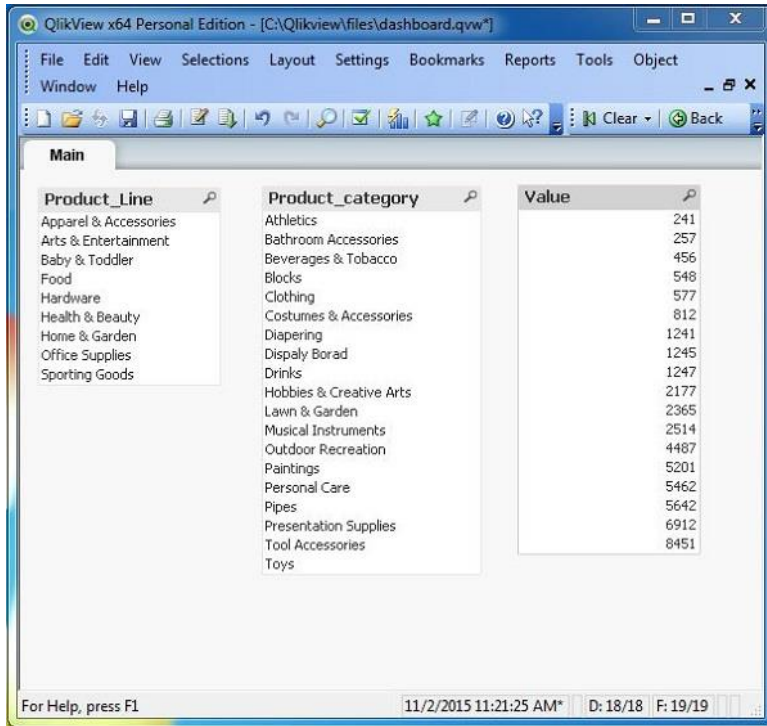 QlikView x64 Personal Edition - [C:\Qlikview\files\dashboard.qvw*]
File Edit View Selections Layout Settings Bookmarks Reports Tools Object
Window Help
Clear Back
Main
Product_Line
Apparel & Accessories
Arts & Entertainment
Baby & Toddler
Food
Hardware
Health & Beauty
Home & Garden
Office Supplies
Sporting Goods
Product_category
Athletics
Bathroom Accessories
Beverages & Tobacco
Blocks
Clothing
Costumes & Accessories
Diapering
Dispaly Borad
Drinks
Hobbies & Creative Arts
Lawn & Garden
Musical Instruments
Outdoor Recreation
Paintings
Personal Care
Pipes
Presentation Supplies
Tool Accessories
Toys
Value
241
257
456
548
577
812
1241
1245
1247
2177
2365
2514
4487
5201
5462
5642
6912
8451
For Help, press F1 11/2/2015 11:21:25 AM* D: 18/18 F: 19/19